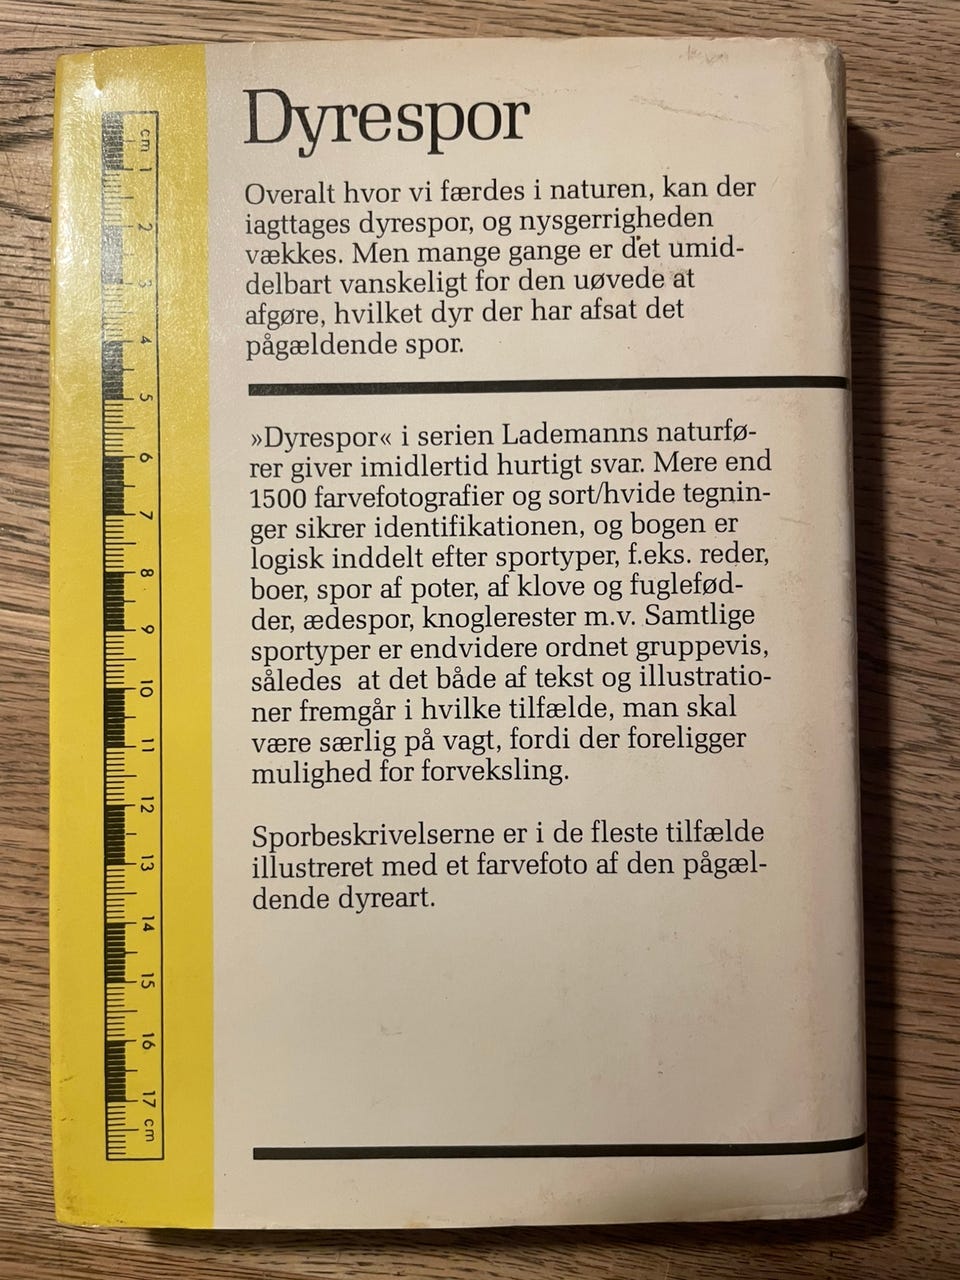 Dyrespor
Overalt hvor vi færdes i naturen, kan der
iagttages dyrespor, og nysgerrigheden
vækkes. Men mange gange er det umid-
delbart vanskeligt for den uøvede at
afgøre, hvilket dyr der har afsat det
pågældende spor.
»Dyrespor« i serien Lademanns naturfø-
rer giver imidlertid hurtigt svar. Mere end
1500 farvefotografier og sort/hvide tegnin-
ger sikrer identifikationen, og bogen er
logisk inddelt efter sportyper, f.eks. reder,
boer, spor af poter, af klove og fuglefød-
der, ædespor, knoglerester m.v. Samtlige
sportyper er endvidere ordnet gruppevis,
således at det både af tekst og illustratio-
ner fremgår i hvilke tilfælde, man skal
være særlig på vagt, fordi der foreligger
mulighed for forveksling.
Sporbeskrivelserne er i de fleste tilfælde
illustreret med et farvefoto af den pågæl-
dende dyreart.
cm 1 2 3 4 5 6 7 8 9 10 11 12 13 14 15 16 17 cm